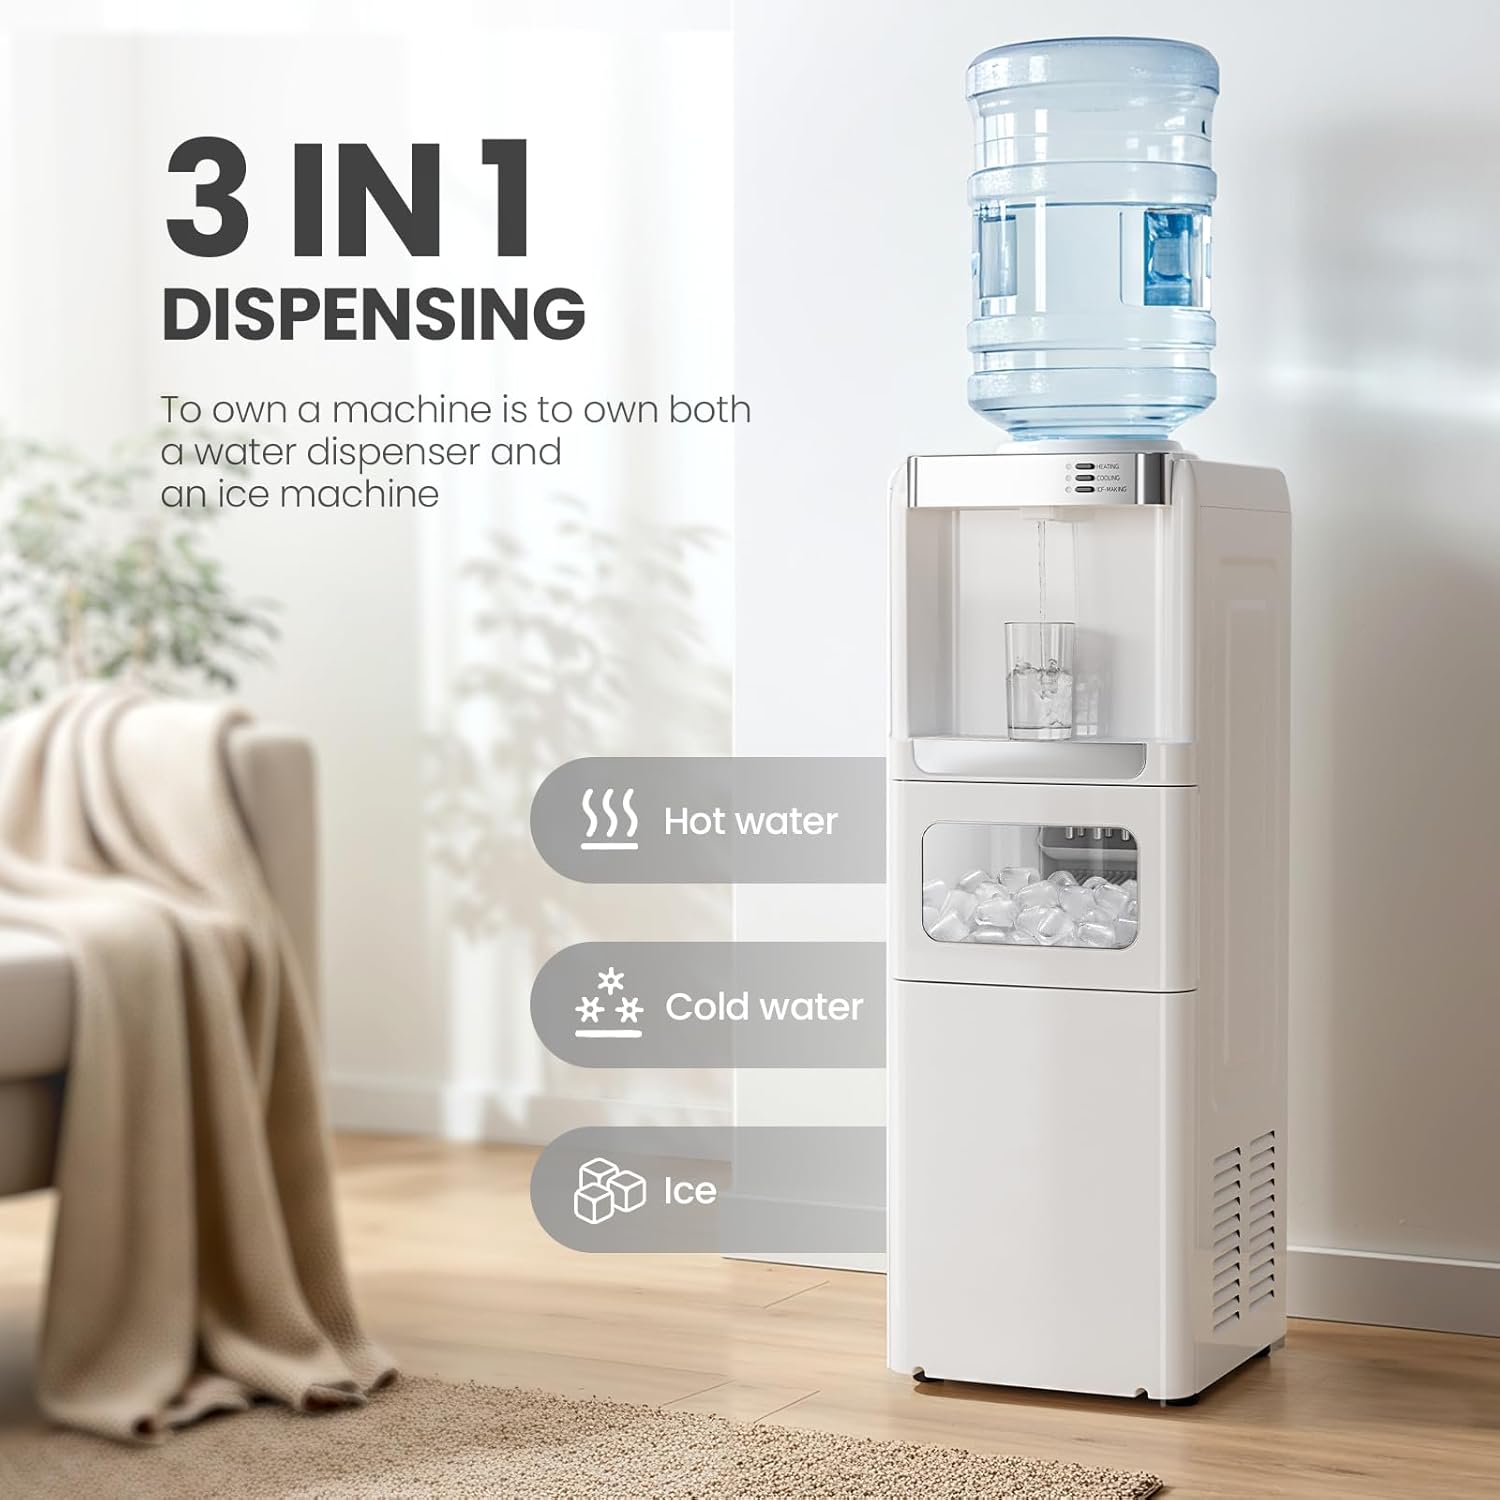 3 IN 1
DISPENSING
To own a machine is to own both
a water dispenser and
an ice machine
HEATING
COOLING
ICE-MAKING
Hot water
Cold water
Ice